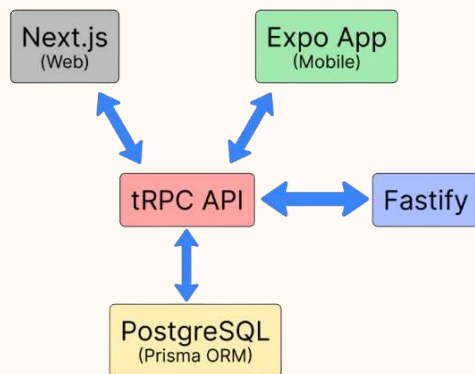 Next.js
(Web)
Expo App
(Mobile)
tRPC API
Fastify
PostgreSQL
(Prisma ORM)